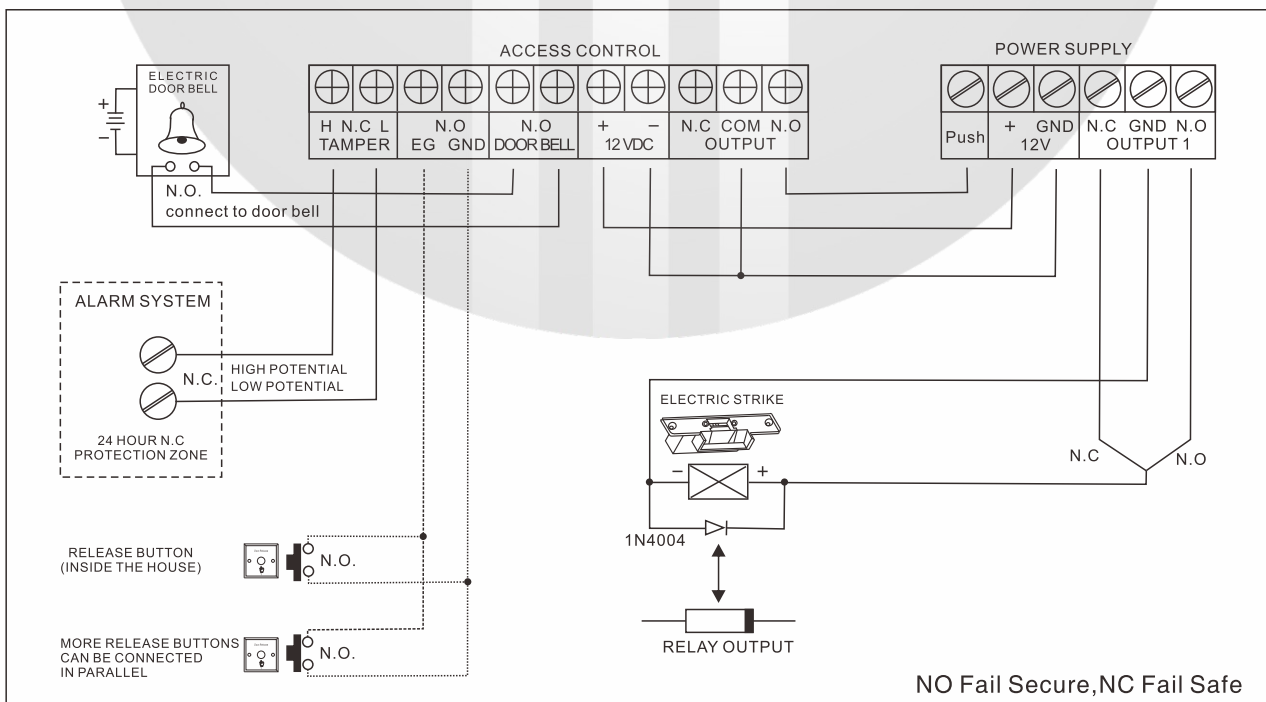 ACCESS CONTROL
POWER SUPPLY
ELECTRIC
DOOR BELL
+
−
H N.C L
TAMPER
N.O
EG GND
N.O
DOOR BELL
+ −
12 VDC
N.C COM N.O
OUTPUT
Push
+ GND
12V
N.C GND N.O
OUTPUT 1
N.O.
connect to door bell
ALARM SYSTEM
N.C.
HIGH POTENTIAL
LOW POTENTIAL
24 HOUR N.C
PROTECTION ZONE
ELECTRIC STRIKE
− +
1N4004
N.C
N.O
RELAY OUTPUT
RELEASE BUTTON
(INSIDE THE HOUSE)
N.O.
MORE RELEASE BUTTONS
CAN BE CONNECTED
IN PARALLEL
N.O.
NO Fail Secure,NC Fail Safe